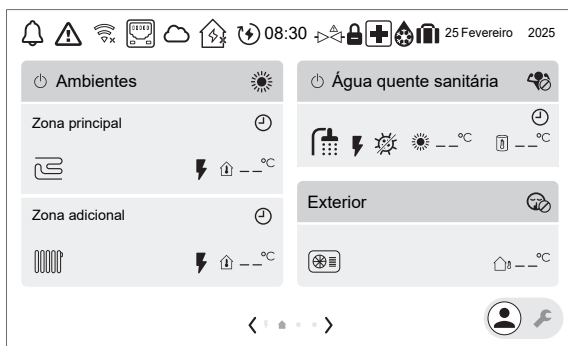 08:30 25 Fevereiro 2025
Ambientes
Água quente sanitária
Zona principal
_ _°C
_ _°C
_ _°C
Zona adicional
_ _°C
Exterior
_ _°C